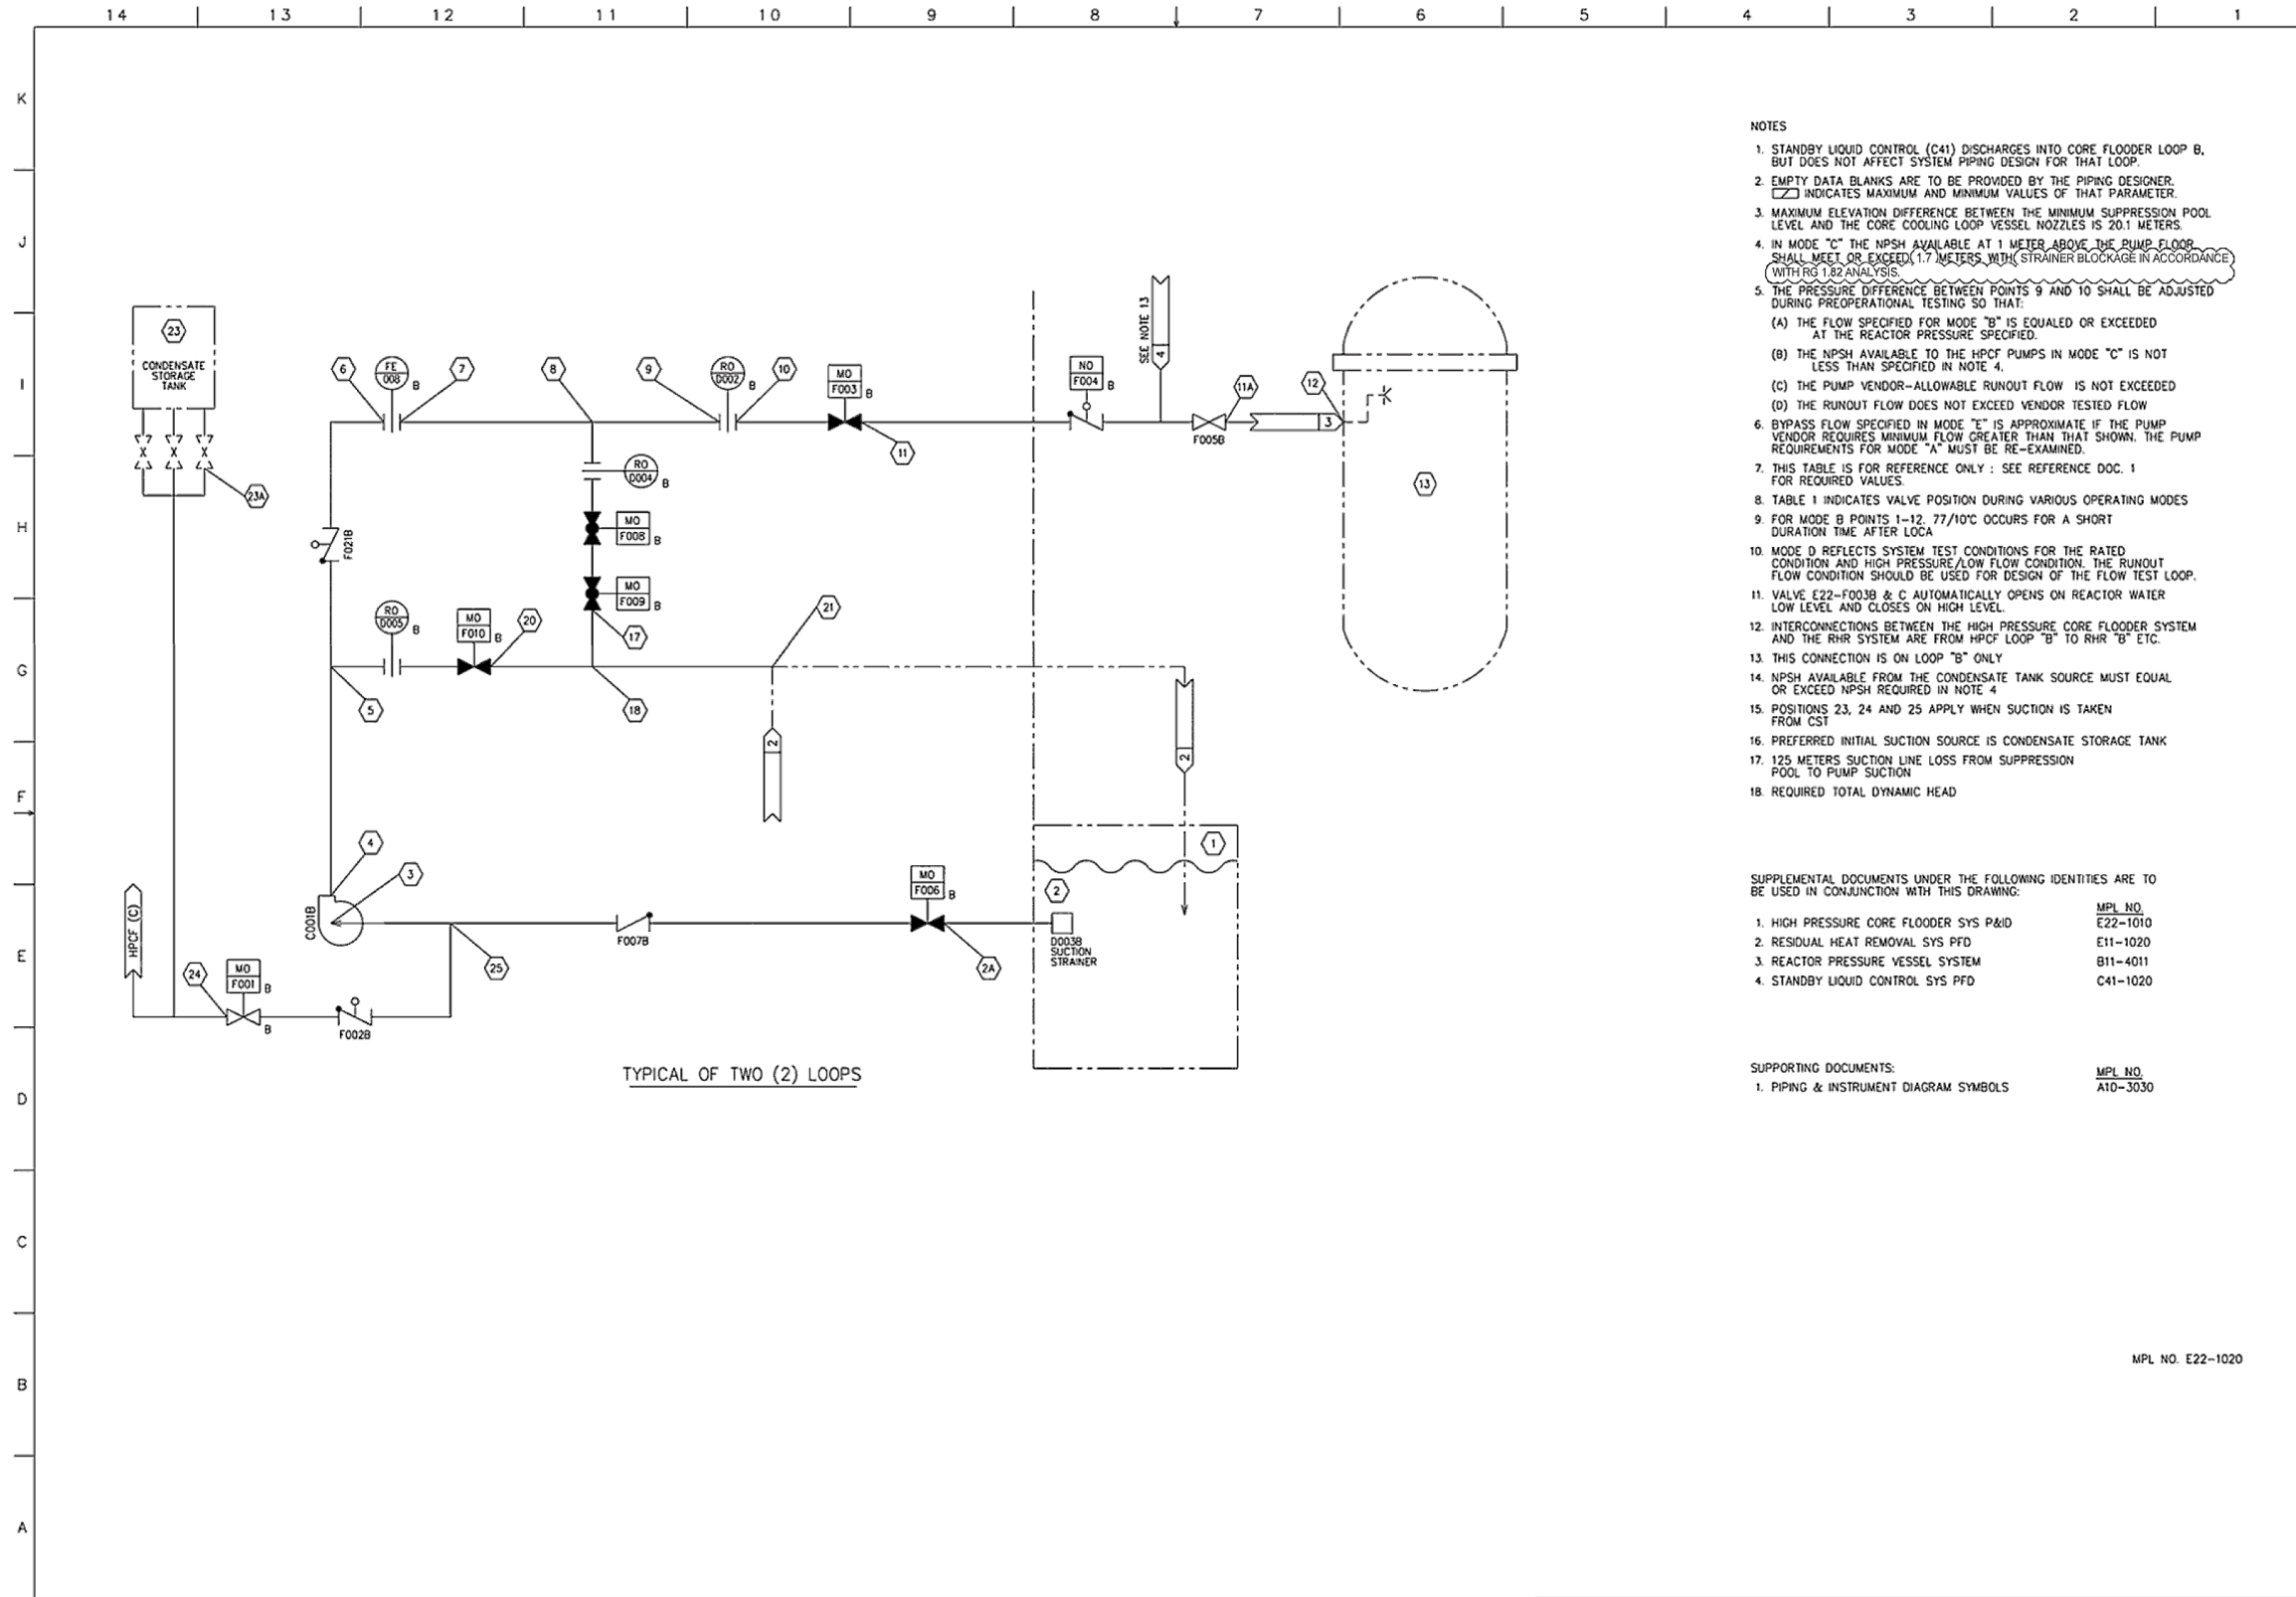 14 13 12 11 10 9 8 7 6 5 4 3 2 1
K
J
I
H
G
F
E
D
C
B
A
23
CONDENSATE
STORAGE
TANK
23A
6
FE
008
B
7
8
9
RO
D002
B
10
MO
F003
B
11
SEE NOTE 13
4
NO
F004
B
F005B
11A
12
3
13
RO
D004
B
MO
F008
B
MO
F009
B
17
F021B
RO
D005
B
MO
F010
B
20
21
5
18
2
2
1
4
3
C001B
HPCF (C)
24
MO
F001
B
B
F002B
25
F007B
MO
F006
B
2A
2
D003B
SUCTION
STRAINER
TYPICAL OF TWO (2) LOOPS
NOTES
1. STANDBY LIQUID CONTROL (C41) DISCHARGES INTO CORE FLOODER LOOP B,
BUT DOES NOT AFFECT SYSTEM PIPING DESIGN FOR THAT LOOP.
2. EMPTY DATA BLANKS ARE TO BE PROVIDED BY THE PIPING DESIGNER.
INDICATES MAXIMUM AND MINIMUM VALUES OF THAT PARAMETER.
3. MAXIMUM ELEVATION DIFFERENCE BETWEEN THE MINIMUM SUPPRESSION POOL
LEVEL AND THE CORE COOLING LOOP VESSEL NOZZLES IS 20.1 METERS.
4. IN MODE "C" THE NPSH AVAILABLE AT 1 METER ABOVE THE PUMP FLOOR
SHALL MEET OR EXCEED 1.7 METERS WITH STRAINER BLOCKAGE IN ACCORDANCE
WITH RG 1.82 ANALYSIS.
5. THE PRESSURE DIFFERENCE BETWEEN POINTS 9 AND 10 SHALL BE ADJUSTED
DURING PREOPERATIONAL TESTING SO THAT:
(A) THE FLOW SPECIFIED FOR MODE "B" IS EQUALED OR EXCEEDED
AT THE REACTOR PRESSURE SPECIFIED.
(B) THE NPSH AVAILABLE TO THE HPCF PUMPS IN MODE "C" IS NOT
LESS THAN SPECIFIED IN NOTE 4.
(C) THE PUMP VENDOR-ALLOWABLE RUNOUT FLOW IS NOT EXCEEDED
(D) THE RUNOUT FLOW DOES NOT EXCEED VENDOR TESTED FLOW
6. BYPASS FLOW SPECIFIED IN MODE "E" IS APPROXIMATE IF THE PUMP
VENDOR REQUIRES MINIMUM FLOW GREATER THAN THAT SHOWN. THE PUMP
REQUIREMENTS FOR MODE "A" MUST BE RE-EXAMINED.
7. THIS TABLE IS FOR REFERENCE ONLY : SEE REFERENCE DOC. 1
FOR REQUIRED VALUES.
8. TABLE 1 INDICATES VALVE POSITION DURING VARIOUS OPERATING MODES
9. FOR MODE B POINTS 1-12. 77/10°C OCCURS FOR A SHORT
DURATION TIME AFTER LOCA
10. MODE D REFLECTS SYSTEM TEST CONDITIONS FOR THE RATED
CONDITION AND HIGH PRESSURE/LOW FLOW CONDITION. THE RUNOUT
FLOW CONDITION SHOULD BE USED FOR DESIGN OF THE FLOW TEST LOOP.
11. VALVE E22-F003B & C AUTOMATICALLY OPENS ON REACTOR WATER
LOW LEVEL AND CLOSES ON HIGH LEVEL.
12. INTERCONNECTIONS BETWEEN THE HIGH PRESSURE CORE FLOODER SYSTEM
AND THE RHR SYSTEM ARE FROM HPCF LOOP "B" TO RHR "B" ETC.
13. THIS CONNECTION IS ON LOOP "B" ONLY
14. NPSH AVAILABLE FROM THE CONDENSATE TANK SOURCE MUST EQUAL
OR EXCEED NPSH REQUIRED IN NOTE 4
15. POSITIONS 23, 24 AND 25 APPLY WHEN SUCTION IS TAKEN
FROM CST
16. PREFERRED INITIAL SUCTION SOURCE IS CONDENSATE STORAGE TANK
17. 125 METERS SUCTION LINE LOSS FROM SUPPRESSION
POOL TO PUMP SUCTION
18. REQUIRED TOTAL DYNAMIC HEAD
SUPPLEMENTAL DOCUMENTS UNDER THE FOLLOWING IDENTITIES ARE TO
BE USED IN CONJUNCTION WITH THIS DRAWING:
MPL NO.
1. HIGH PRESSURE CORE FLOODER SYS P&ID E22-1010
2. RESIDUAL HEAT REMOVAL SYS PFD E11-1020
3. REACTOR PRESSURE VESSEL SYSTEM B11-4011
4. STANDBY LIQUID CONTROL SYS PFD C41-1020
SUPPORTING DOCUMENTS: MPL NO.
1. PIPING & INSTRUMENT DIAGRAM SYMBOLS A10-3030
MPL NO. E22-1020